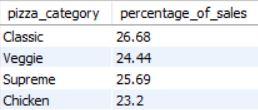 pizza_category percentage_of_sales
Classic 26.68
Veggie 24.44
Supreme 25.69
Chicken 23.2